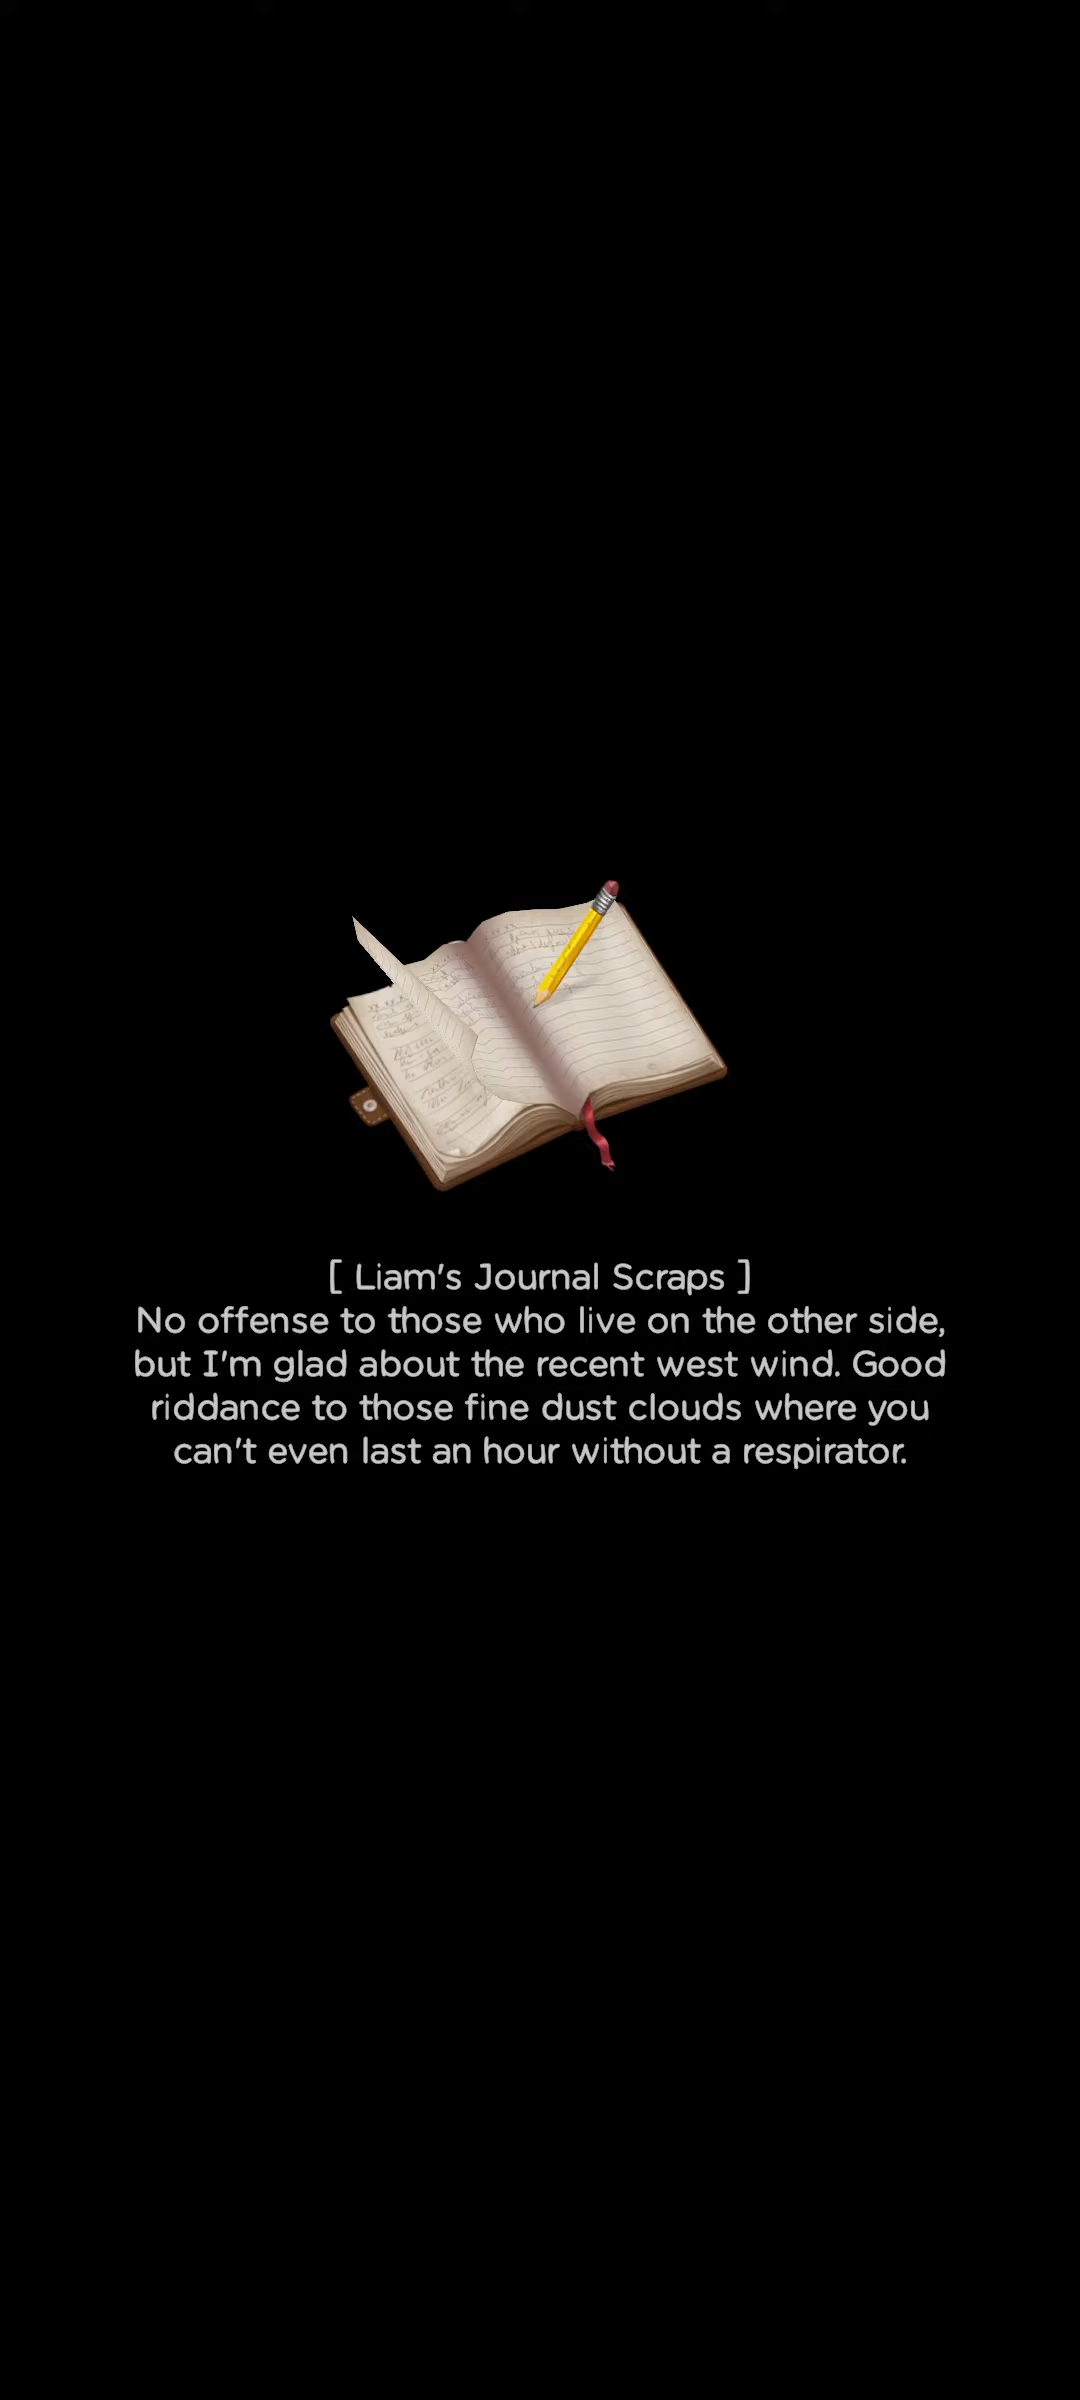 [ Liam's Journal Scraps ]
No offense to those who live on the other side,
but I'm glad about the recent west wind. Good
riddance to those fine dust clouds where you
can't even last an hour without a respirator.